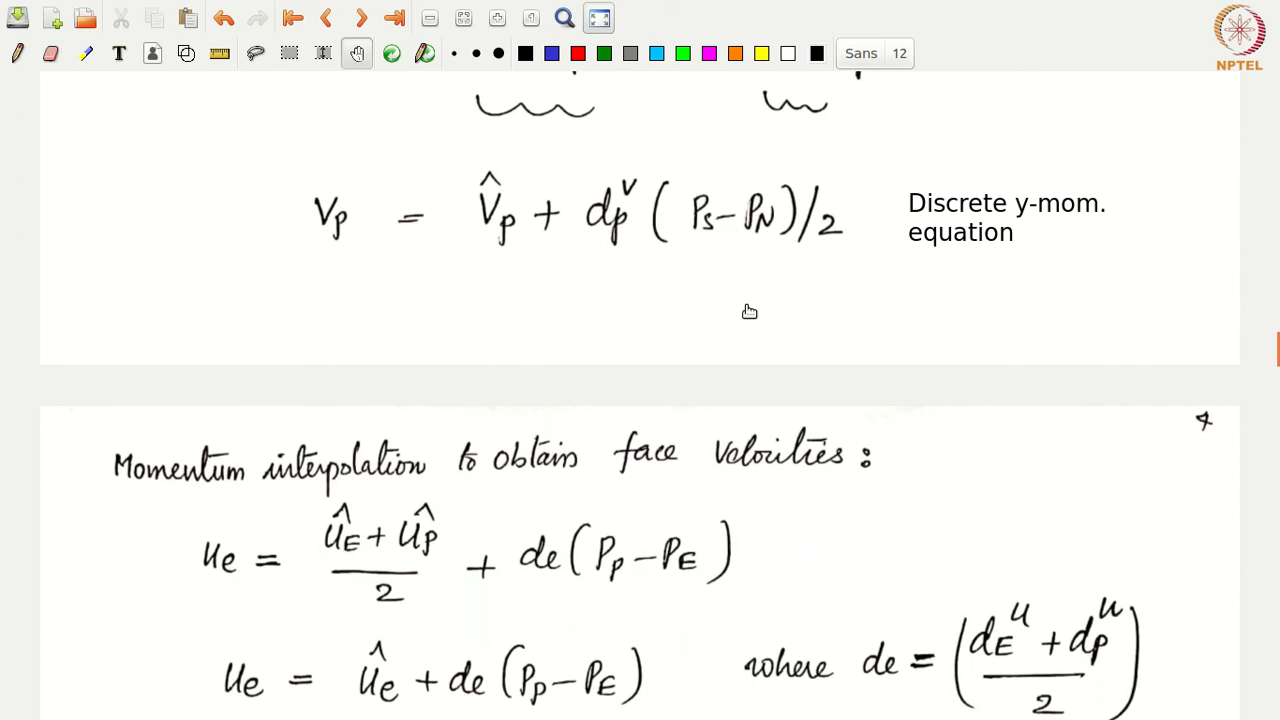 Sans 12
NPTEL
Vp = V̂p + dp^v (Ps − PN)/2
Discrete y-mom.
equation
7
Momentum interpolation to obtain face velocities :
ue = (ûE + ûp)/2 + de (Pp − PE)
ue = ûe + de (Pp − PE) where de = (dE^u + dp^u)/2